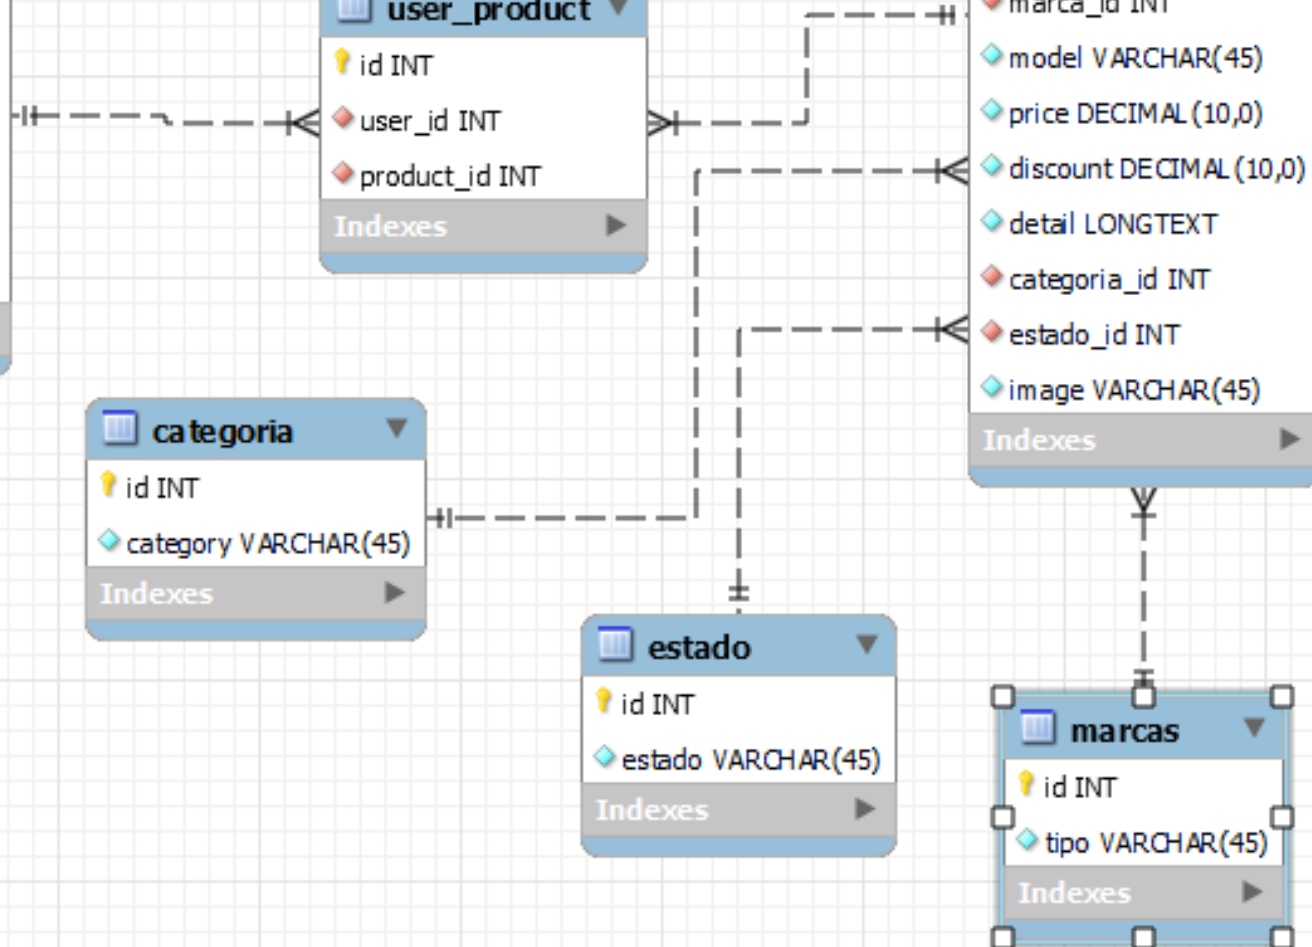 user_product
id INT
user_id INT
product_id INT
Indexes
marca_id INT
model VARCHAR(45)
price DECIMAL(10,0)
discount DECIMAL(10,0)
detail LONGTEXT
categoria_id INT
estado_id INT
image VARCHAR(45)
Indexes
categoria
id INT
category VARCHAR(45)
Indexes
estado
id INT
estado VARCHAR(45)
Indexes
marcas
id INT
tipo VARCHAR(45)
Indexes